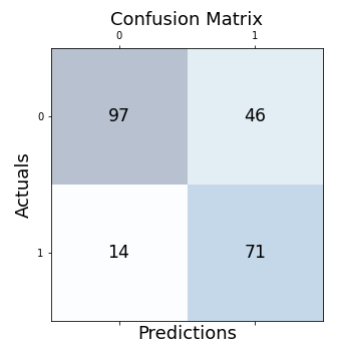 Confusion Matrix
0 1
0 97 46
Actuals
1 14 71
Predictions